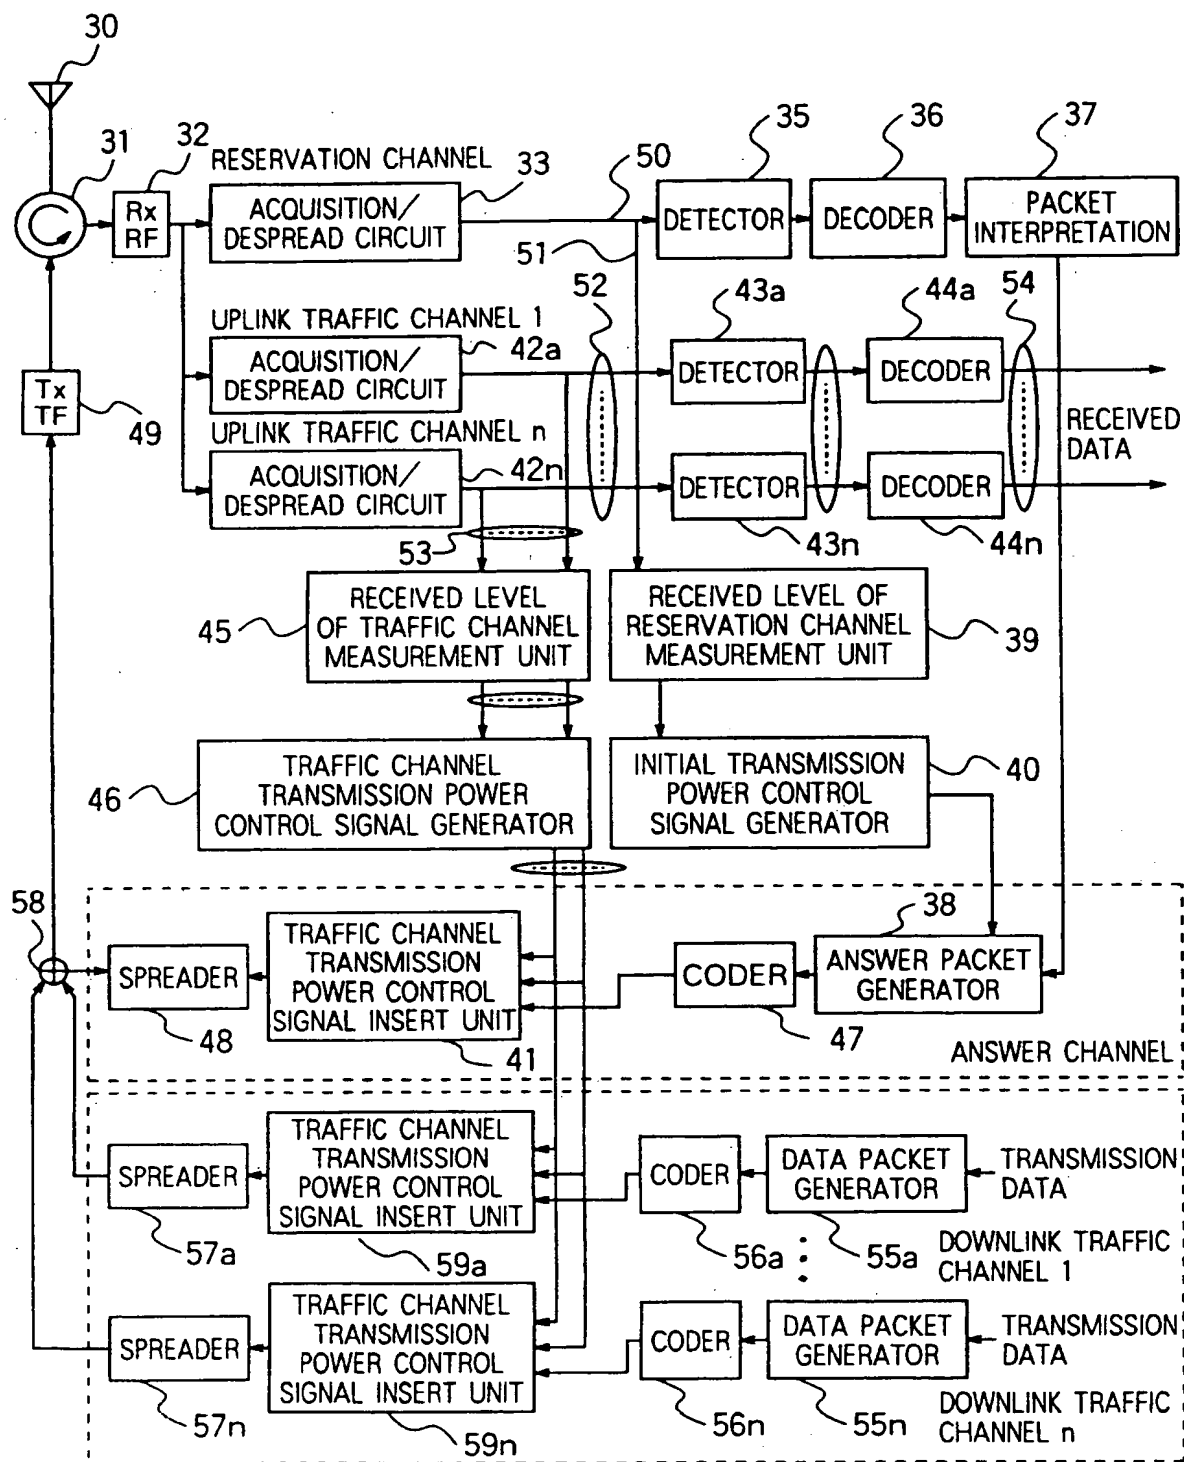 30
31
32
RESERVATION CHANNEL
33
50
35
36
37
Rx
RF
ACQUISITION/
DESPREAD CIRCUIT
DETECTOR
DECODER
PACKET
INTERPRETATION
51
52
43a
44a
54
UPLINK TRAFFIC CHANNEL 1
42a
ACQUISITION/
DESPREAD CIRCUIT
DETECTOR
DECODER
Tx
TF
49
RECEIVED
DATA
UPLINK TRAFFIC CHANNEL n
42n
ACQUISITION/
DESPREAD CIRCUIT
DETECTOR
DECODER
53
43n
44n
45
RECEIVED LEVEL
OF TRAFFIC CHANNEL
MEASUREMENT UNIT
RECEIVED LEVEL OF
RESERVATION CHANNEL
MEASUREMENT UNIT
39
46
TRAFFIC CHANNEL
TRANSMISSION POWER
CONTROL SIGNAL GENERATOR
INITIAL TRANSMISSION
POWER CONTROL
SIGNAL GENERATOR
40
58
38
SPREADER
TRAFFIC CHANNEL
TRANSMISSION
POWER CONTROL
SIGNAL INSERT UNIT
CODER
ANSWER PACKET
GENERATOR
48
41
47
ANSWER CHANNEL
SPREADER
TRAFFIC CHANNEL
TRANSMISSION
POWER CONTROL
SIGNAL INSERT UNIT
CODER
DATA PACKET
GENERATOR
TRANSMISSION
DATA
57a
59a
56a
55a
DOWNLINK TRAFFIC
CHANNEL 1
SPREADER
TRAFFIC CHANNEL
TRANSMISSION
POWER CONTROL
SIGNAL INSERT UNIT
CODER
DATA PACKET
GENERATOR
TRANSMISSION
DATA
57n
59n
56n
55n
DOWNLINK TRAFFIC
CHANNEL n